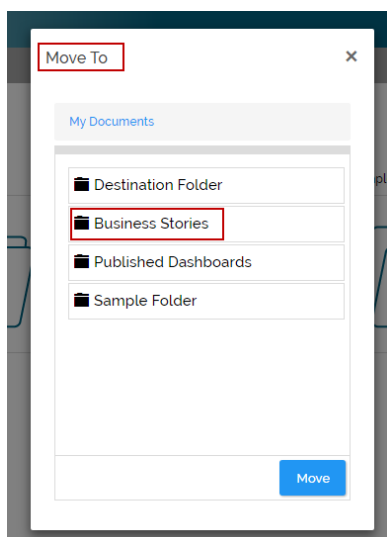 Move To
×
My Documents
Destination Folder
Business Stories
Published Dashboards
Sample Folder
Move